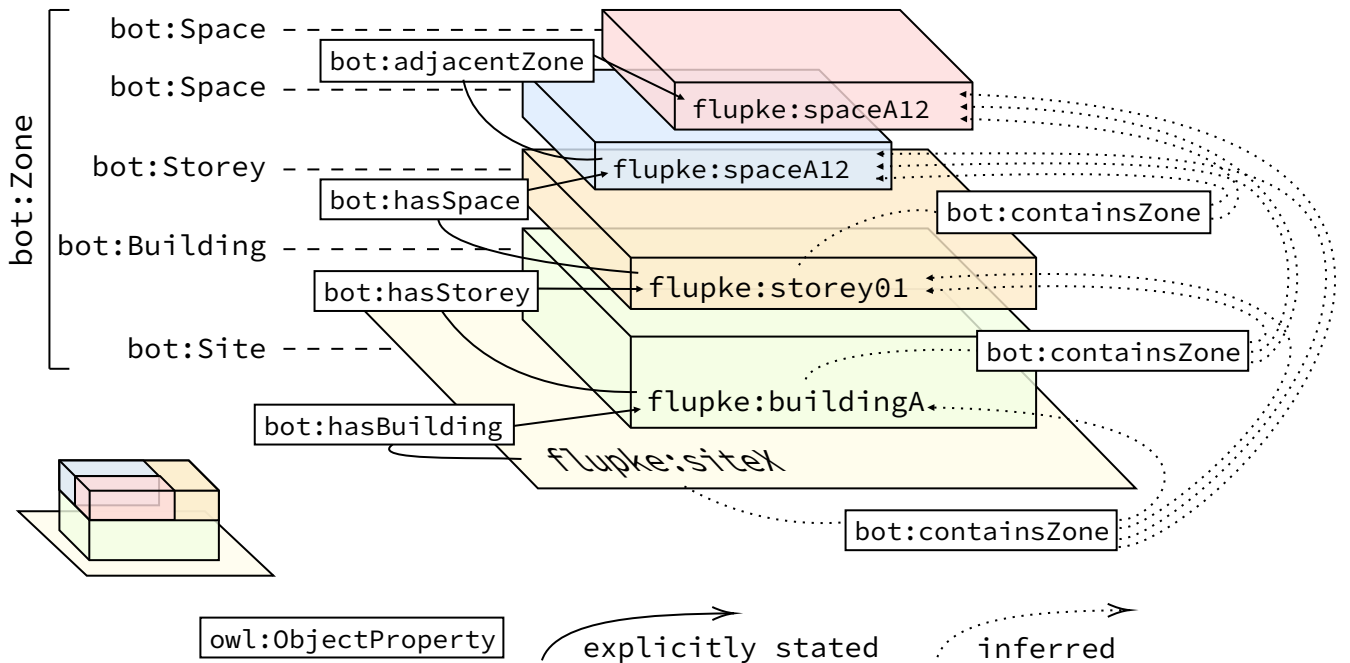 bot:Zone
bot:Space
bot:adjacentZone
bot:Space
flupke:spaceA12
bot:Storey
flupke:spaceA12
bot:hasSpace
bot:containsZone
bot:Building
bot:hasStorey
flupke:storey01
bot:Site
bot:containsZone
flupke:buildingA
bot:hasBuilding
flupke:siteX
bot:containsZone
owl:ObjectProperty
explicitly stated
inferred